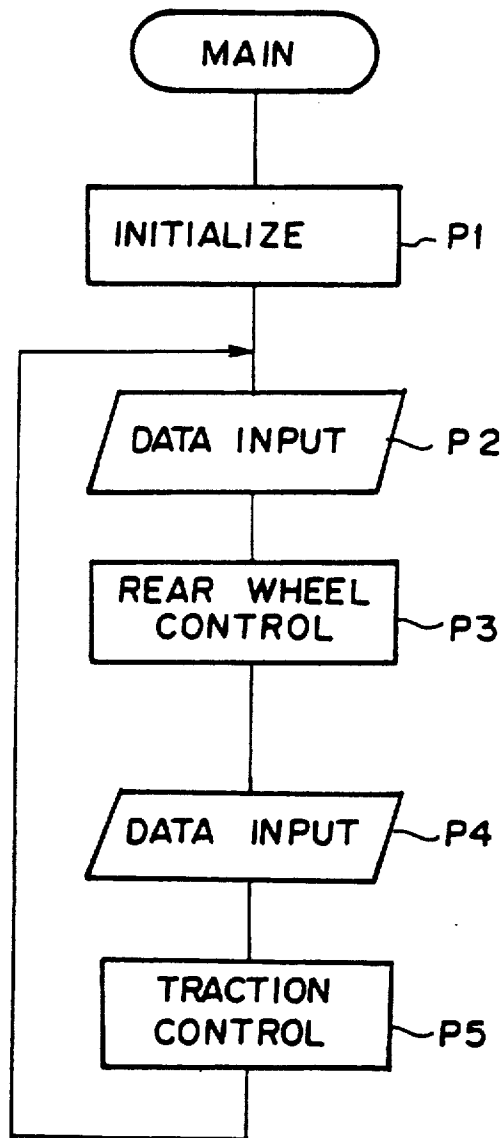 MAIN
INITIALIZE
P1
DATA INPUT
P2
REAR WHEEL
CONTROL
P3
DATA INPUT
P4
TRACTION
CONTROL
P5